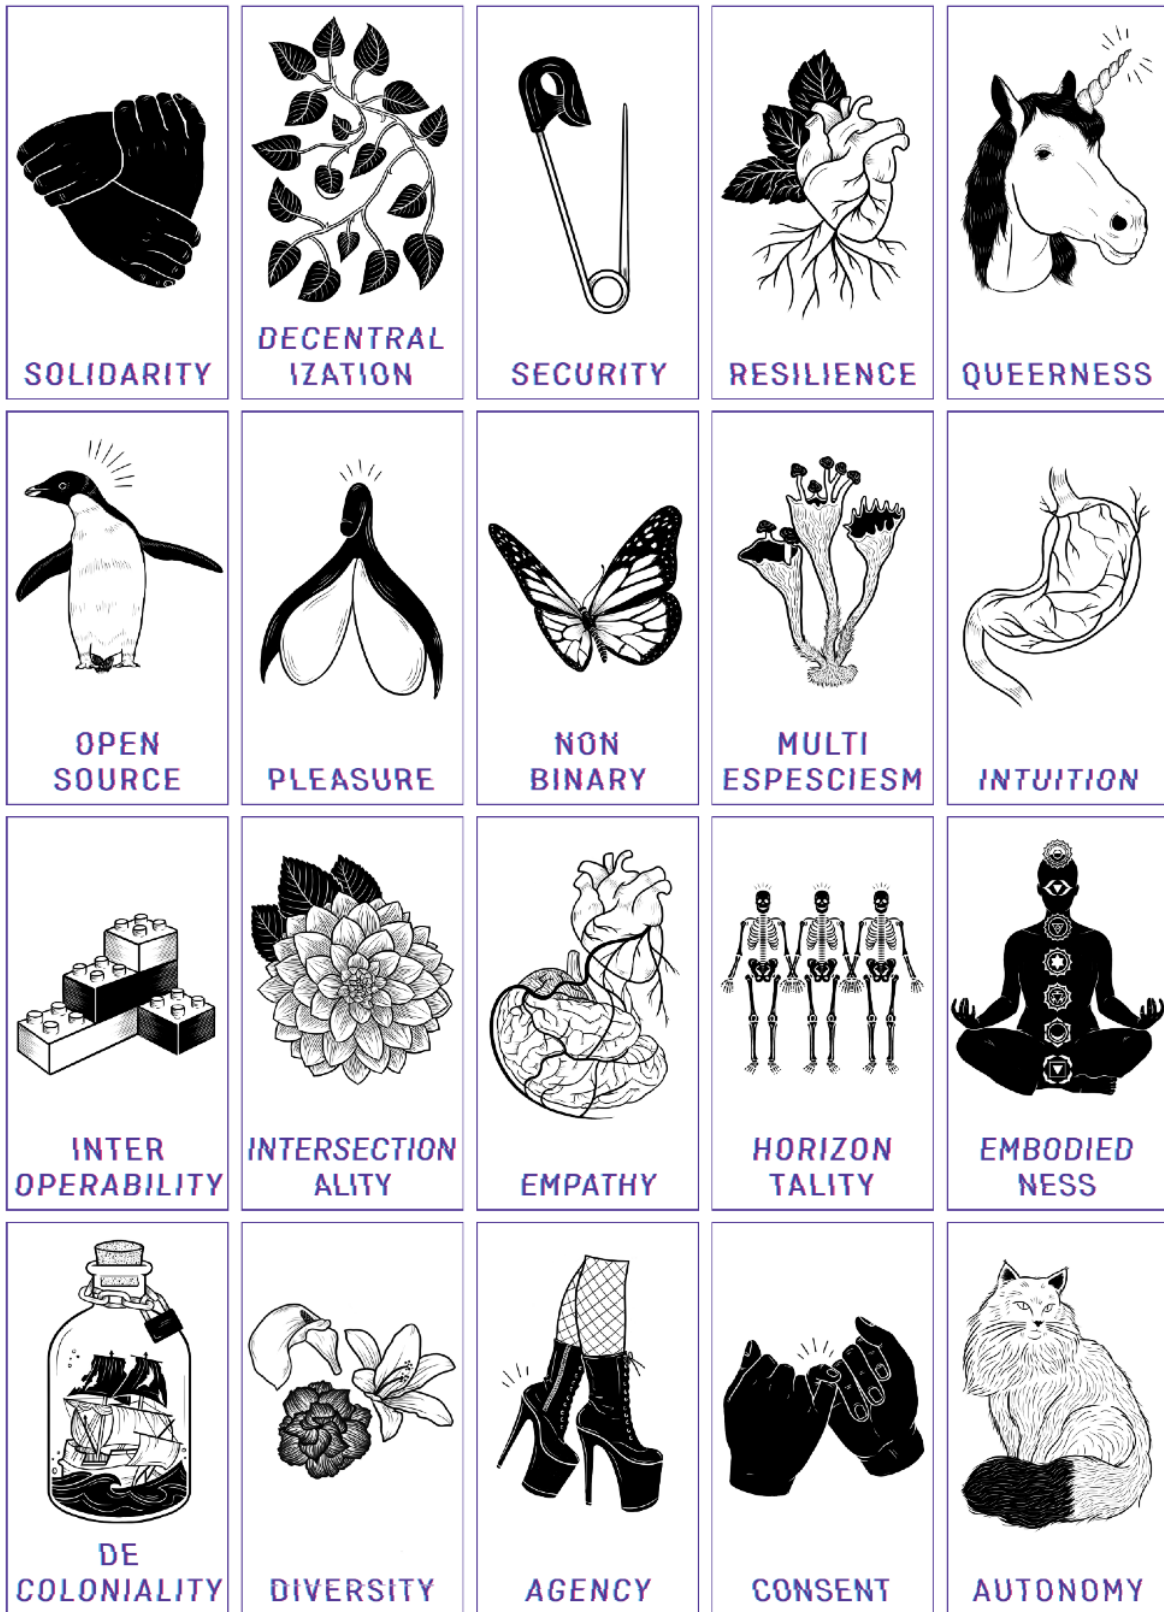 SOLIDARITY
DECENTRAL
IZATION
SECURITY
RESILIENCE
QUEERNESS
OPEN
SOURCE
PLEASURE
NON
BINARY
MULTI
ESPESCIESM
INTUITION
INTER
OPERABILITY
INTERSECTION
ALITY
EMPATHY
HORIZON
TALITY
EMBODIED
NESS
DE
COLONIALITY
DIVERSITY
AGENCY
CONSENT
AUTONOMY